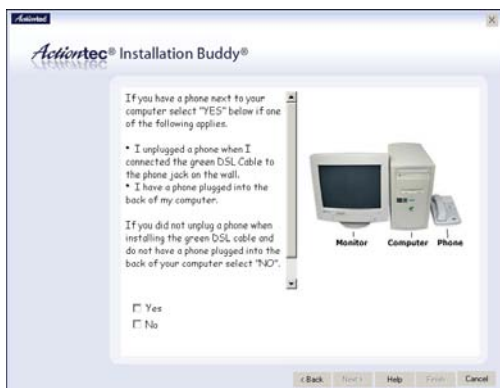 Actiontec
Actiontec® Installation Buddy®
If you have a phone next to your
computer select "YES" below if one
of the following applies.
* I unplugged a phone when I
connected the green DSL Cable to
the phone jack on the wall.
* I have a phone plugged into the
back of my computer.
If you did not unplug a phone when
installing the green DSL cable and
do not have a phone plugged into the
back of your computer select "NO".
Monitor Computer Phone
Yes
No
< Back Next > Help Finish Cancel